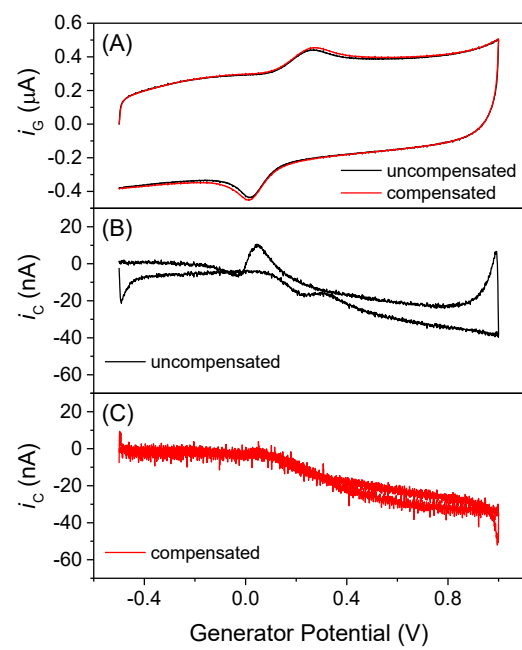 (A)
0.6
0.4
0.2
0.0
-0.2
-0.4
iG (μA)
uncompensated
compensated
(B)
20
0
-20
-40
-60
iC (nA)
uncompensated
(C)
20
0
-20
-40
-60
iC (nA)
compensated
-0.4 0.0 0.4 0.8
Generator Potential (V)